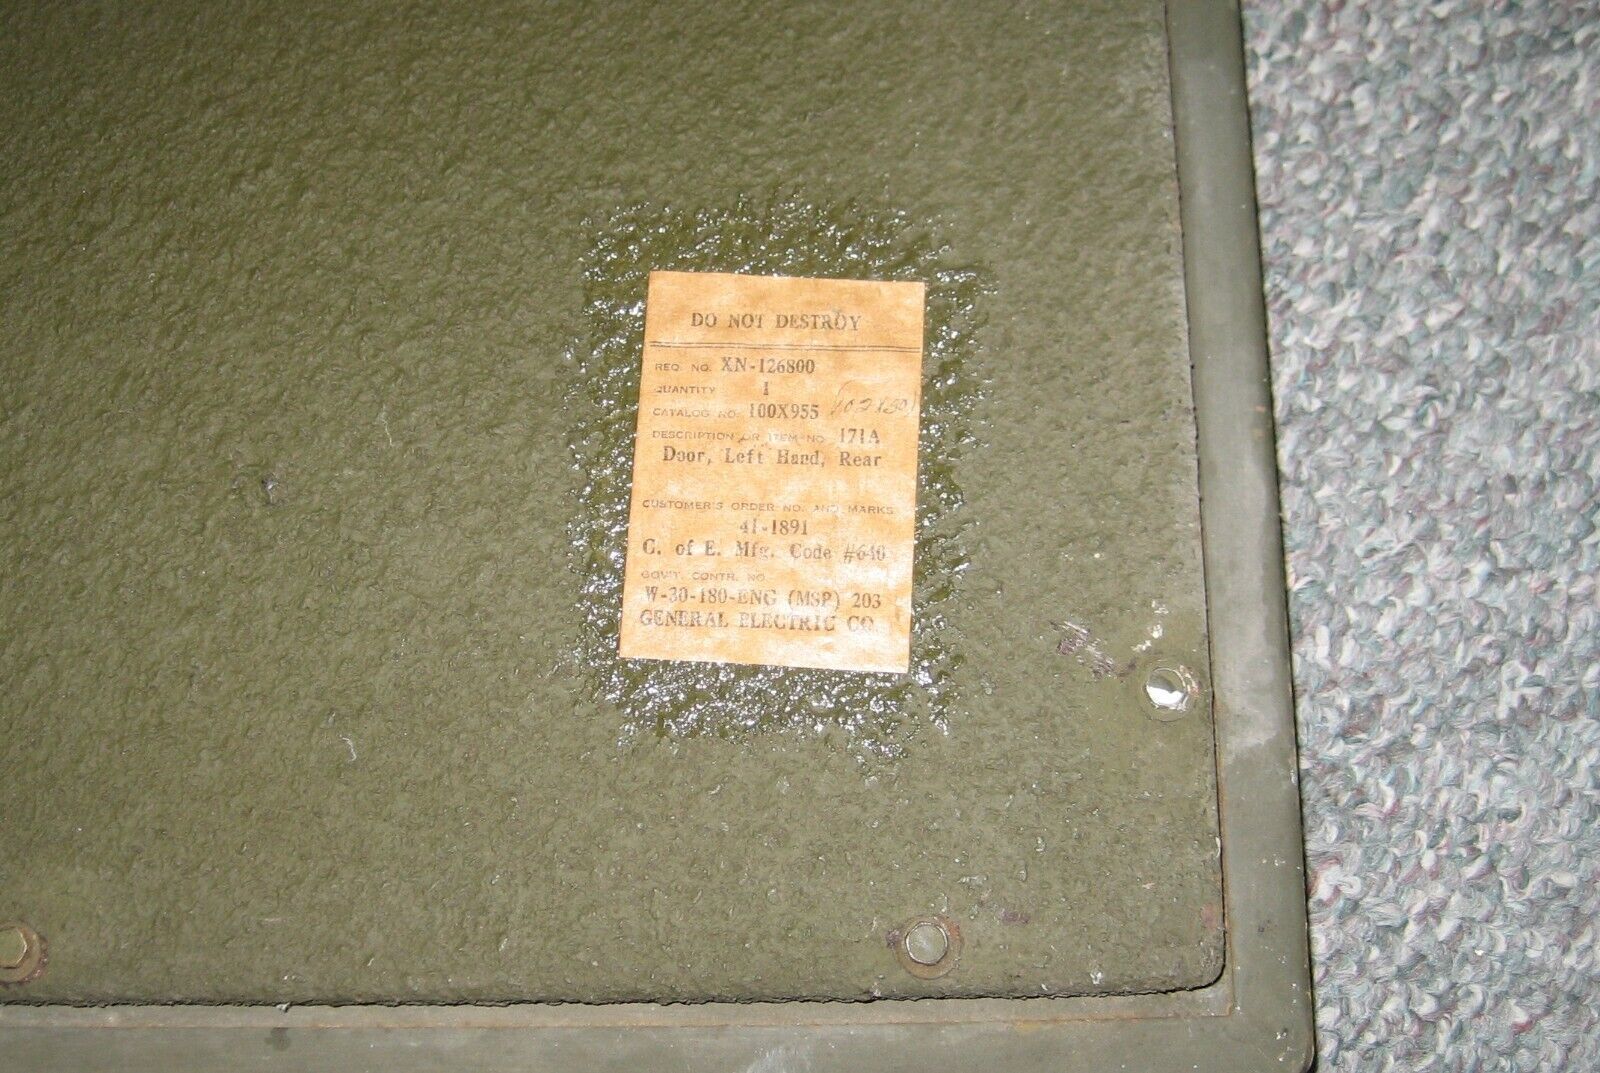 DO NOT DESTROY
REQ. NO. XN-126800
QUANTITY 1
CATALOG NO. 100X955
DESCRIPTION OR ITEM NO. 171A
Door, Left Hand, Rear
CUSTOMER'S ORDER NO. AND MARKS
41-1891
C. of E. Mfg. Code #640
GOV'T. CONTR. NO.
W-30-180-ENG (MSP) 203
GENERAL ELECTRIC CO